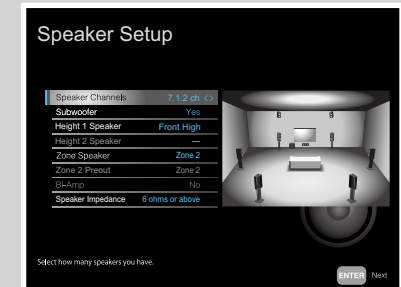 Speaker Setup
Speaker Channels 7.1.2 ch < >
Subwoofer Yes
Height 1 Speaker Front High
Height 2 Speaker —
Zone Speaker Zone 2
Zone 2 Preout Zone 2
Bi-Amp No
Speaker Impedance 6 ohms or above
Select how many speakers you have.
ENTER Next